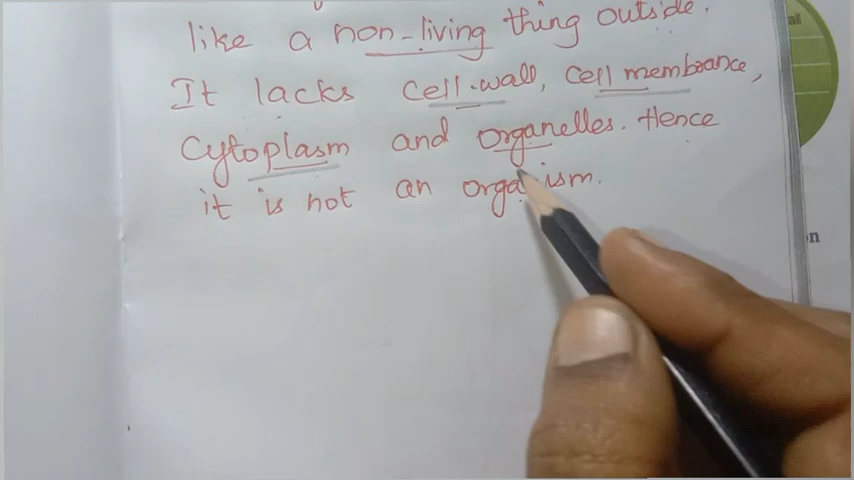 like a non-living thing outside.
It lacks cell-wall, cell membrance,
Cytoplasm and organelles. Hence
it is not an organism.
al
n